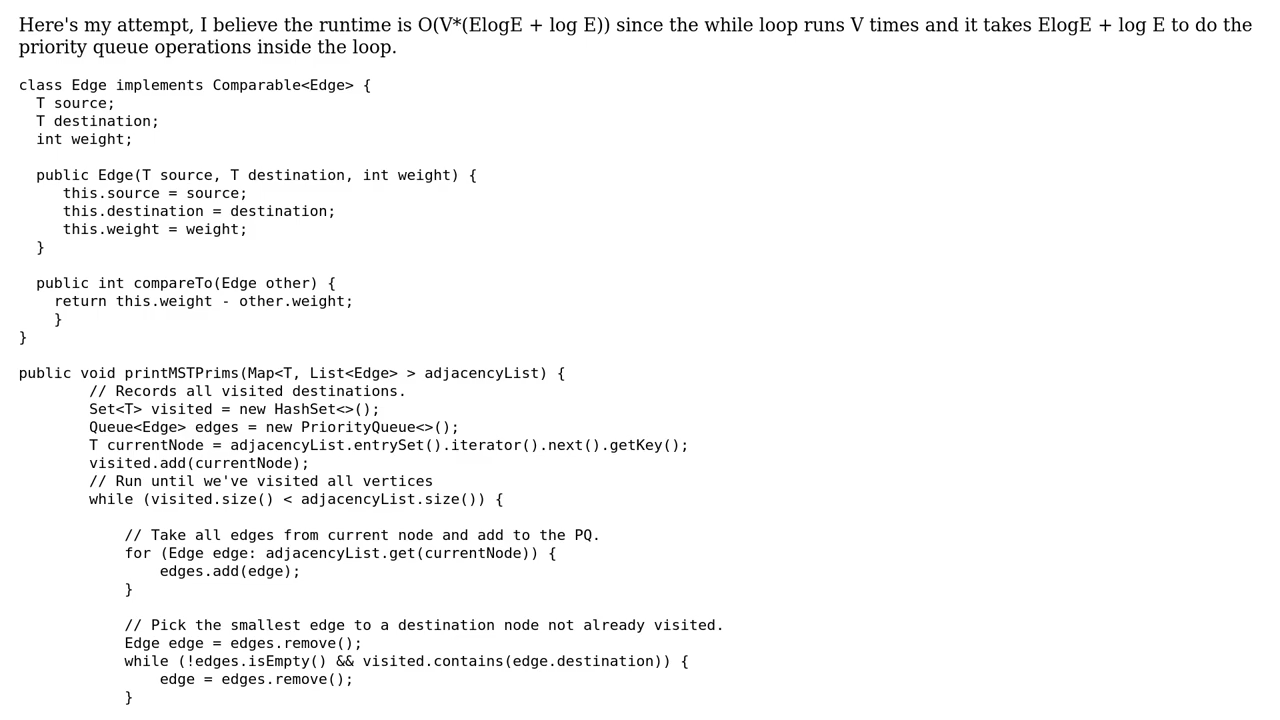 Here's my attempt, I believe the runtime is O(V*(ElogE + log E)) since the while loop runs V times and it takes ElogE + log E to do the
priority queue operations inside the loop.
class Edge implements Comparable<Edge> {
  T source;
  T destination;
  int weight;
  public Edge(T source, T destination, int weight) {
     this.source = source;
     this.destination = destination;
     this.weight = weight;
  }
  public int compareTo(Edge other) {
    return this.weight - other.weight;
    }
}
public void printMSTPrims(Map<T, List<Edge> > adjacencyList) {
        // Records all visited destinations.
        Set<T> visited = new HashSet<>();
        Queue<Edge> edges = new PriorityQueue<>();
        T currentNode = adjacencyList.entrySet().iterator().next().getKey();
        visited.add(currentNode);
        // Run until we've visited all vertices
        while (visited.size() < adjacencyList.size()) {
            // Take all edges from current node and add to the PQ.
            for (Edge edge: adjacencyList.get(currentNode)) {
                edges.add(edge);
            }
            // Pick the smallest edge to a destination node not already visited.
            Edge edge = edges.remove();
            while (!edges.isEmpty() && visited.contains(edge.destination)) {
                edge = edges.remove();
            }